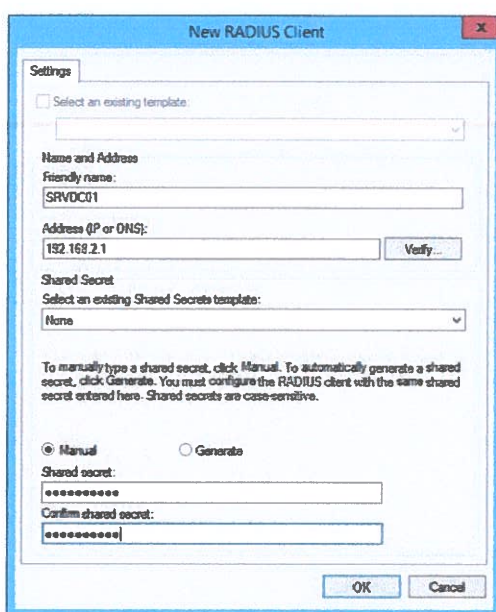 New RADIUS Client
x
Settings
Select an existing template:
Name and Address
Friendly name:
SRVDC01
Address (IP or DNS):
192.168.2.1
Verify...
Shared Secret
Select an existing Shared Secrets template:
None
To manually type a shared secret, click Manual. To automatically generate a shared
secret, click Generate. You must configure the RADIUS client with the same shared
secret entered here. Shared secrets are case-sensitive.
Manual
Generate
Shared secret:
●●●●●●●●●●
Confirm shared secret:
●●●●●●●●●●
OK
Cancel